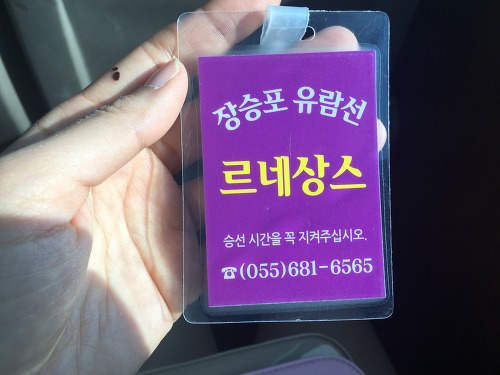 장승포 유람선
르네상스
승선 시간을 꼭 지켜주십시오.
☎(055)681-6565